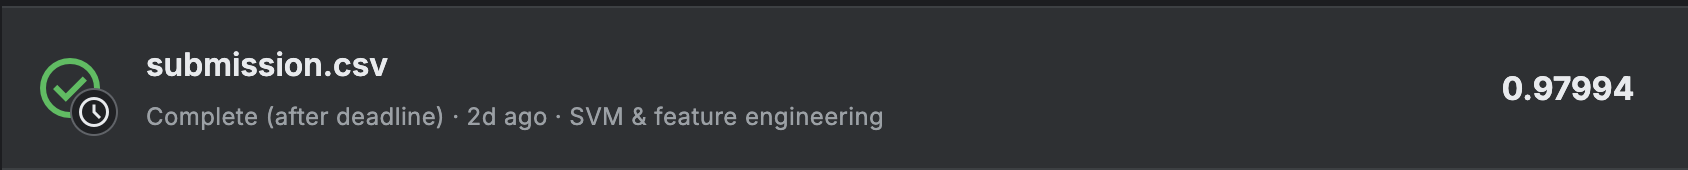 submission.csv
0.97994
Complete (after deadline) · 2d ago · SVM & feature engineering